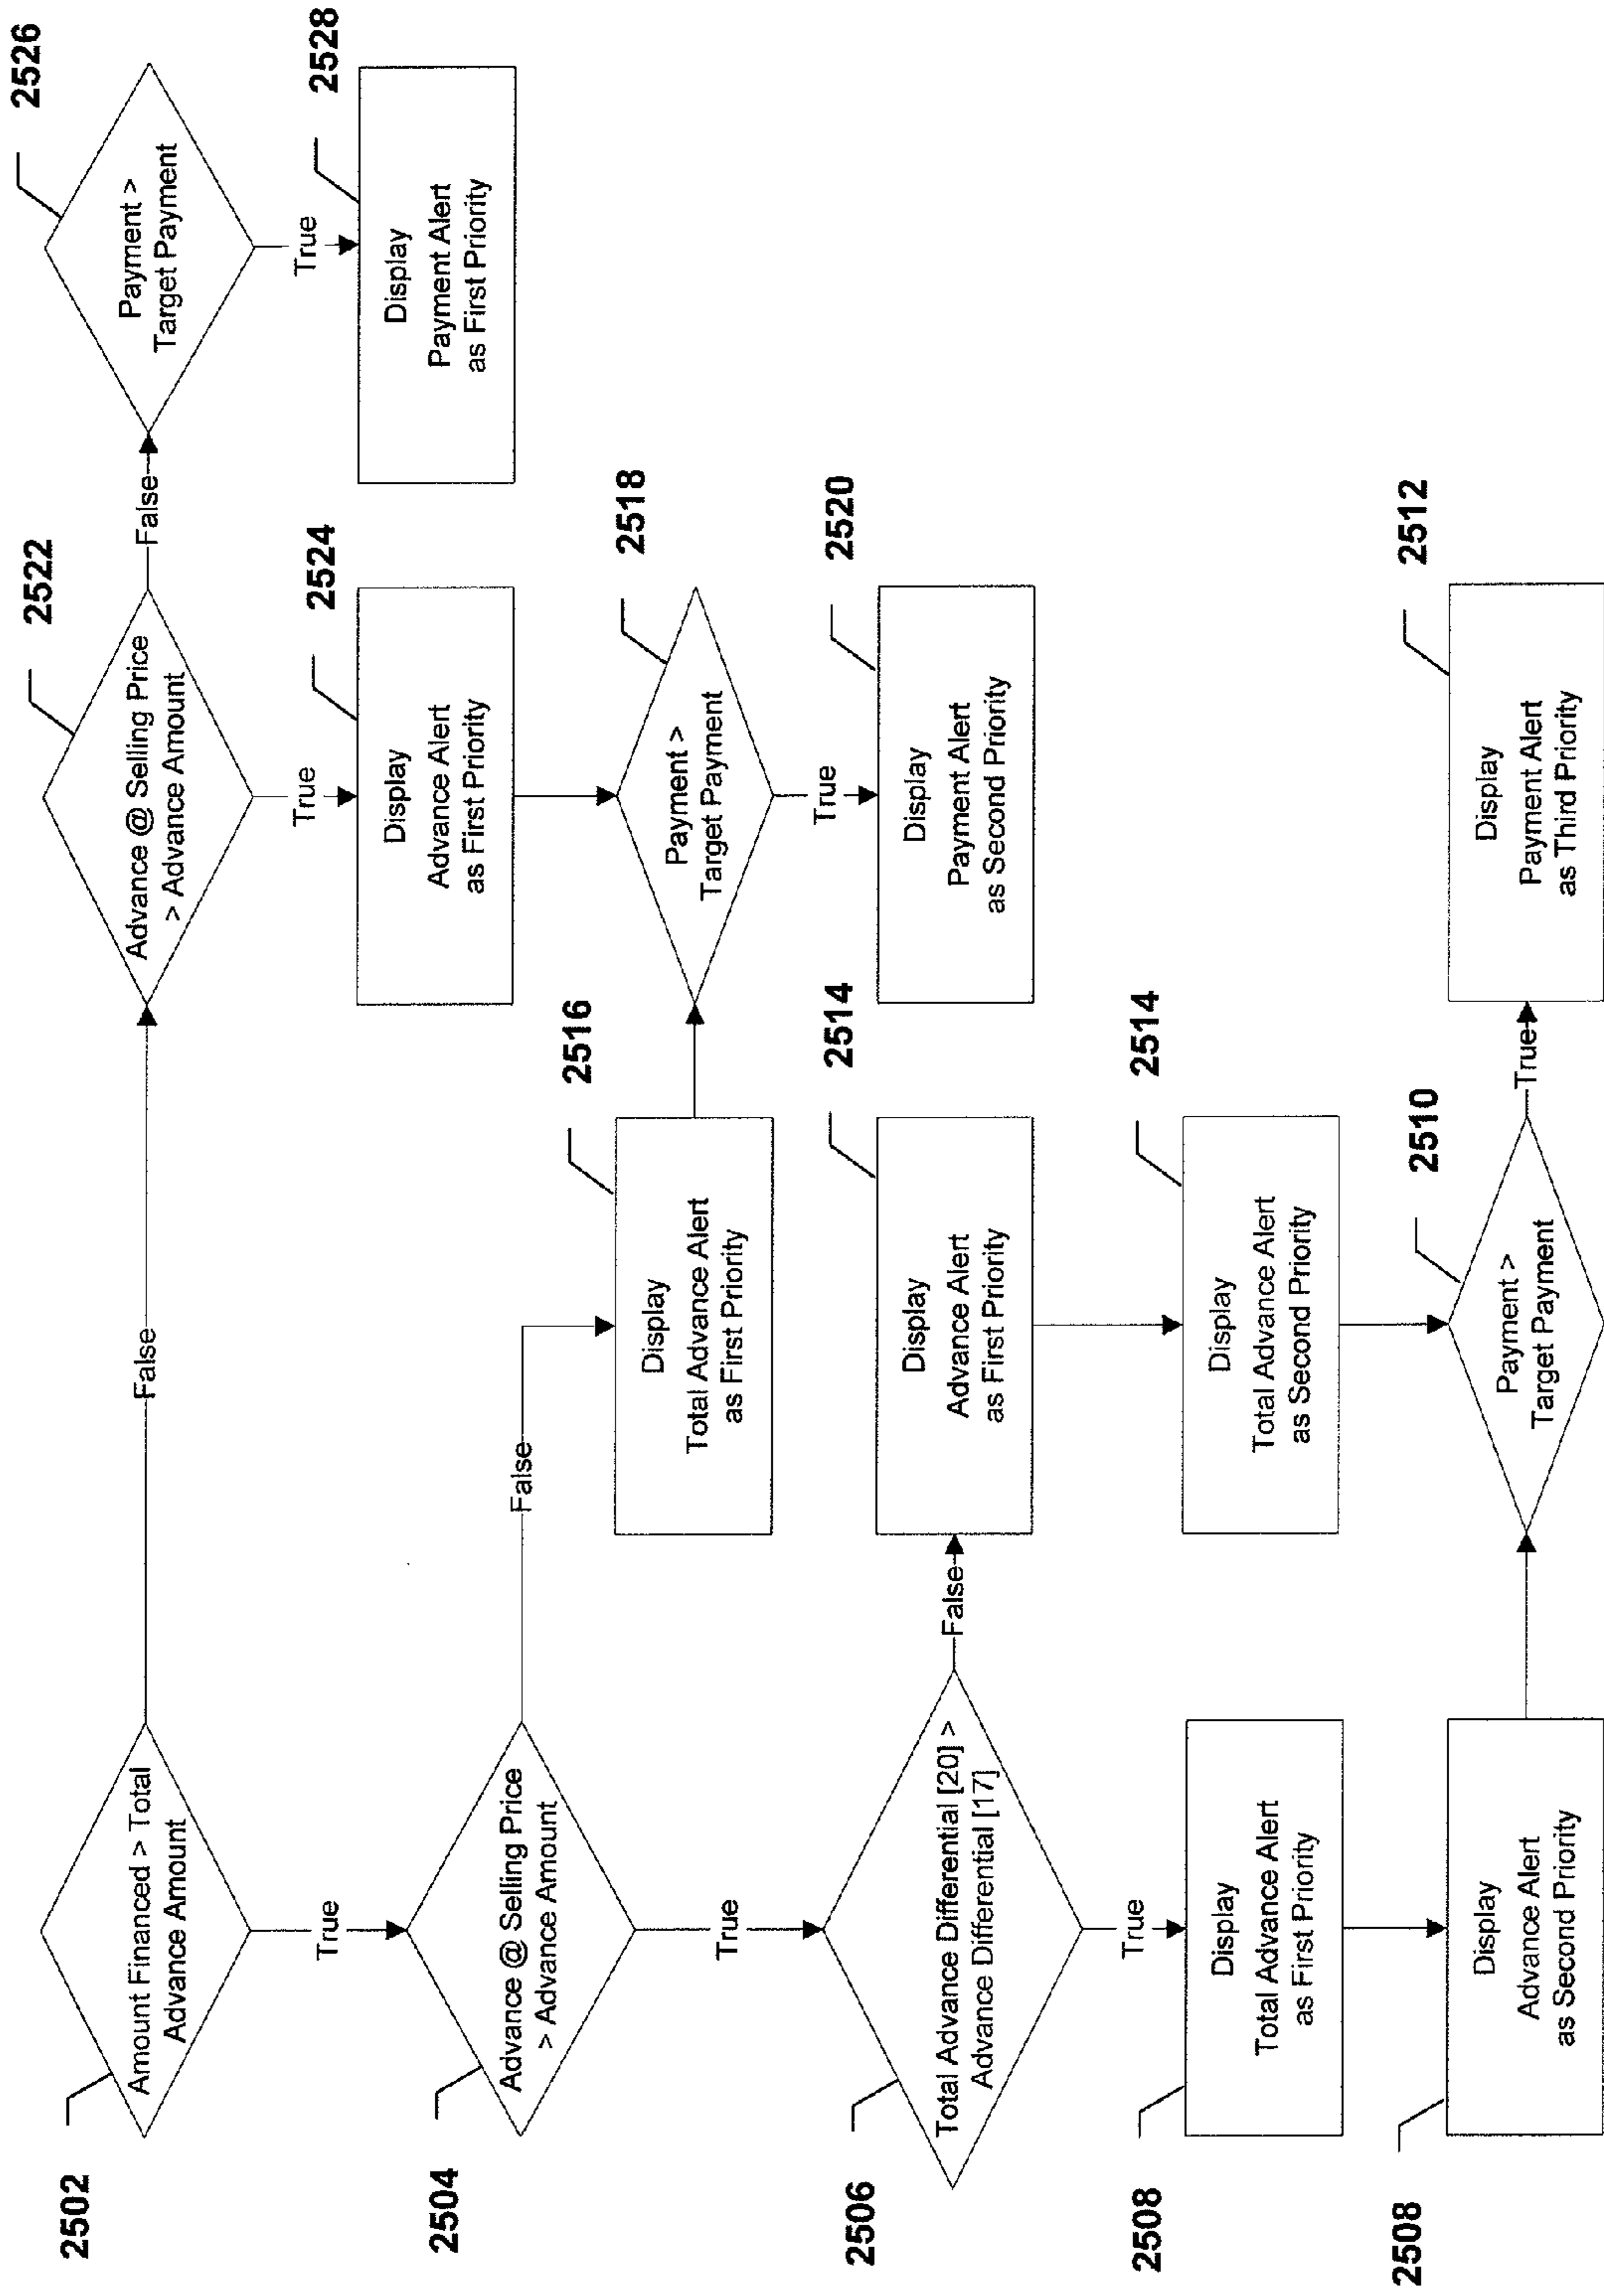 2502
Amount Financed > Total
Advance Amount
False
2522
Advance @ Selling Price
> Advance Amount
False
2526
Payment >
Target Payment
True
True
True
2524
Display
Advance Alert
as First Priority
2528
Display
Payment Alert
as First Priority
2504
Advance @ Selling Price
> Advance Amount
False
2516
Display
Total Advance Alert
as First Priority
2518
Payment >
Target Payment
True
True
2506
Total Advance Differential [20] >
Advance Differential [17]
False
2514
Display
Advance Alert
as First Priority
2520
Display
Payment Alert
as Second Priority
True
2508
Display
Total Advance Alert
as First Priority
2514
Display
Total Advance Alert
as Second Priority
2508
Display
Advance Alert
as Second Priority
2510
Payment >
Target Payment
True
2512
Display
Payment Alert
as Third Priority